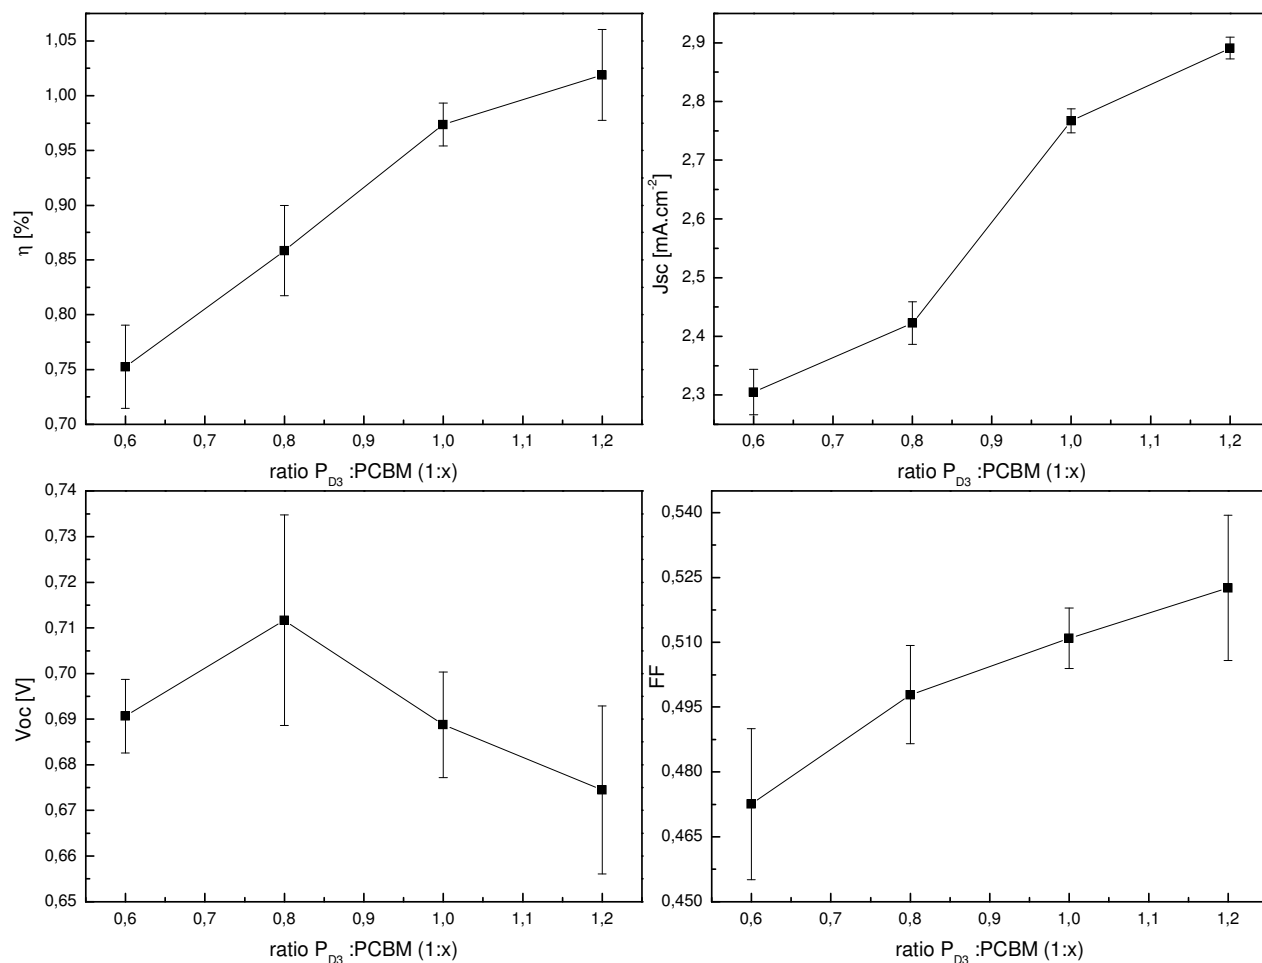 1,05
1,00
0,95
0,90
0,85
0,80
0,75
0,70
η [%]
0,6 0,7 0,8 0,9 1,0 1,1 1,2
ratio P_D3 :PCBM (1:x)
2,9
2,8
2,7
2,6
2,5
2,4
2,3
Jsc [mA.cm⁻²]
0,6 0,7 0,8 0,9 1,0 1,1 1,2
ratio P_D3 :PCBM (1:x)
0,74
0,73
0,72
0,71
0,70
0,69
0,68
0,67
0,66
0,65
Voc [V]
0,6 0,7 0,8 0,9 1,0 1,1 1,2
ratio P_D3 :PCBM (1:x)
0,540
0,525
0,510
0,495
0,480
0,465
0,450
FF
0,6 0,7 0,8 0,9 1,0 1,1 1,2
ratio P_D3 :PCBM (1:x)